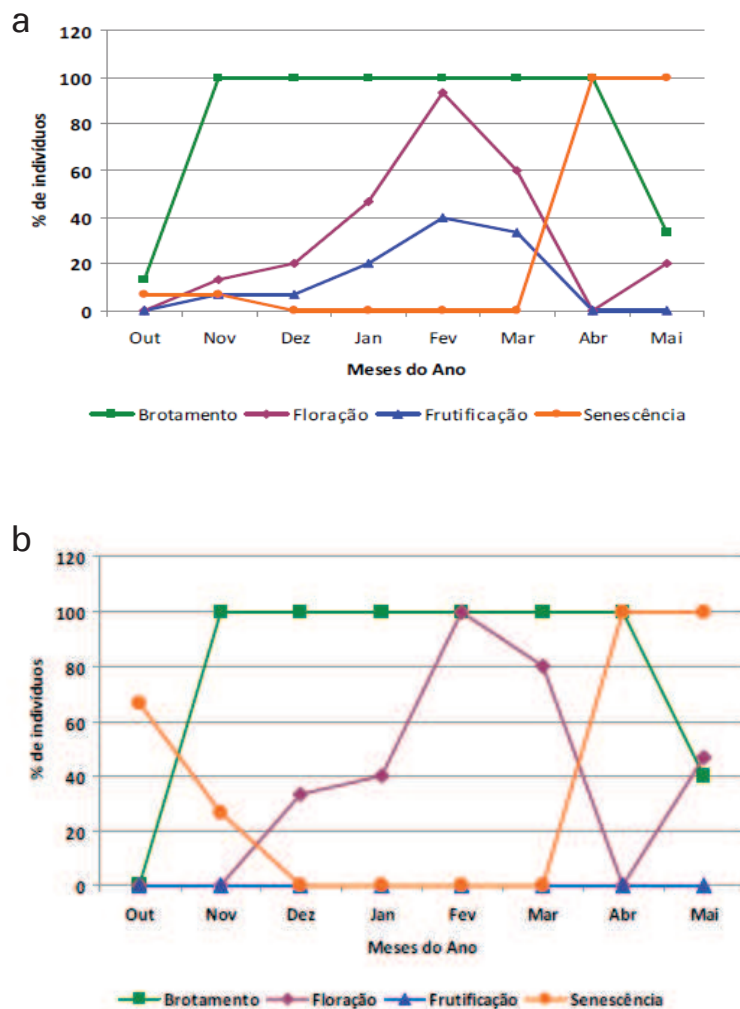 a
120
100
80
60
40
20
0
% de indivíduos
Out Nov Dez Jan Fev Mar Abr Mai
Meses do Ano
Brotamento Floração Frutificação Senescência
b
120
100
80
60
40
20
0
% de indivíduos
Out Nov Dez Jan Fev Mar Abr Mai
Meses do Ano
Brotamento Floração Frutificação Senescência